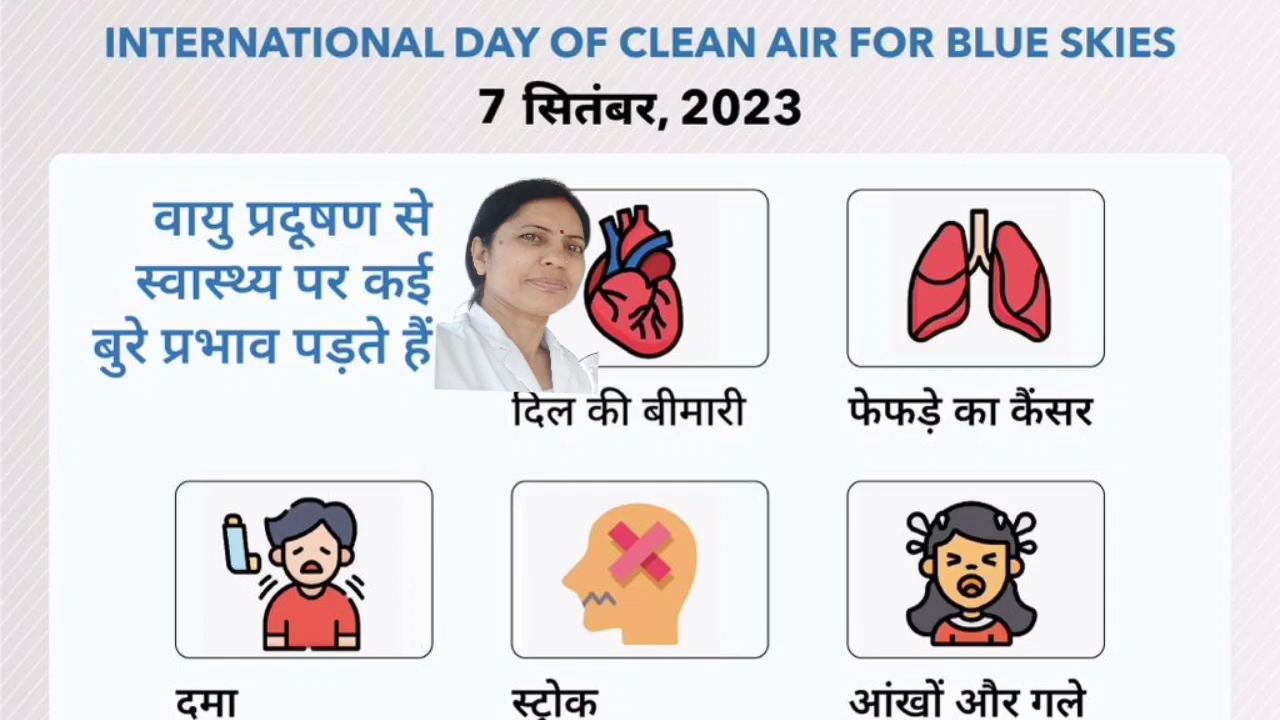 INTERNATIONAL DAY OF CLEAN AIR FOR BLUE SKIES
7 सितंबर, 2023
वायु प्रदूषण से
स्वास्थ्य पर कई
बुरे प्रभाव पड़ते हैं
दिल की बीमारी
फेफड़े का कैंसर
दमा
स्ट्रोक
आंखों और गले